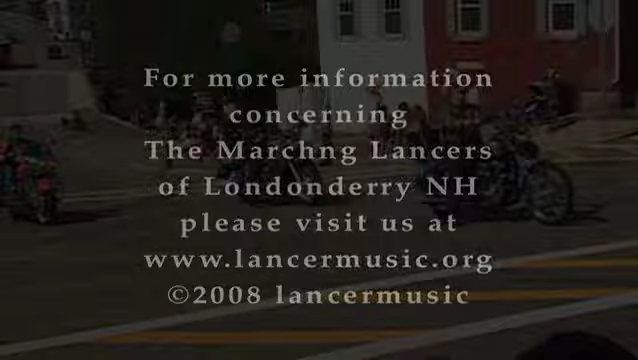 For more information
concerning
The Marchng Lancers
of Londonderry NH
please visit us at
www.lancermusic.org
©2008 lancermusic